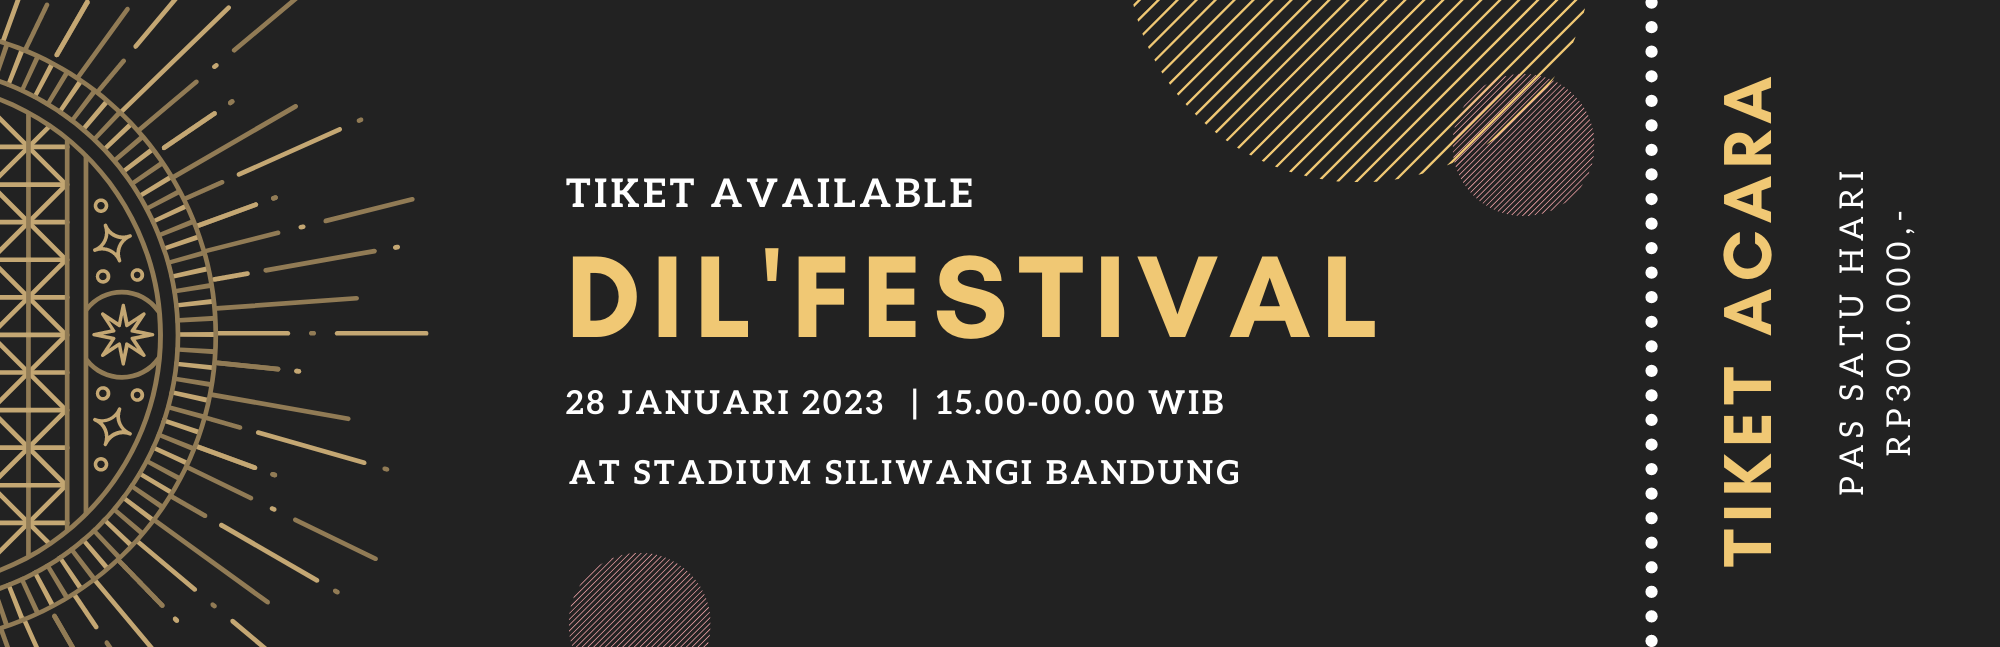 TIKET AVAILABLE
DIL'FESTIVAL
28 JANUARI 2023 | 15.00-00.00 WIB
AT STADIUM SILIWANGI BANDUNG
TIKET ACARA
PAS SATU HARI
RP300.000,-